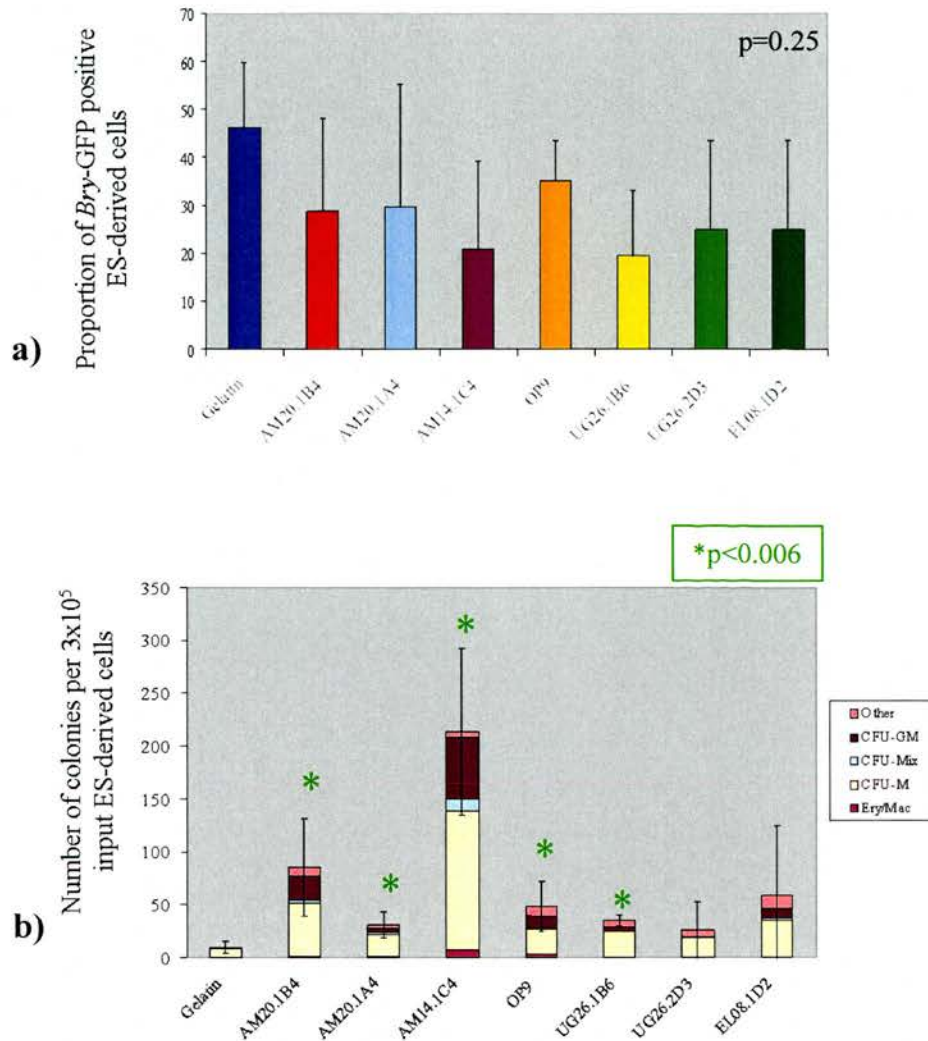 70
60
50
40
30
20
10
0
Proportion of Bry-GFP positive
ES-derived cells
p=0.25
a)
Gelatin
AM20.1B4
AM20.1A4
AM14.1C4
OP9
UG26.1B6
UG26.2D3
EL08.1D2
*p<0.006
350
300
250
200
150
100
50
0
Number of colonies per 3x10⁵
input ES-derived cells
*
*
*
*
*
Other
CFU-GM
CFU-Mix
CFU-M
Ery/Mac
b)
Gelatin
AM20.1B4
AM20.1A4
AM14.1C4
OP9
UG26.1B6
UG26.2D3
EL08.1D2